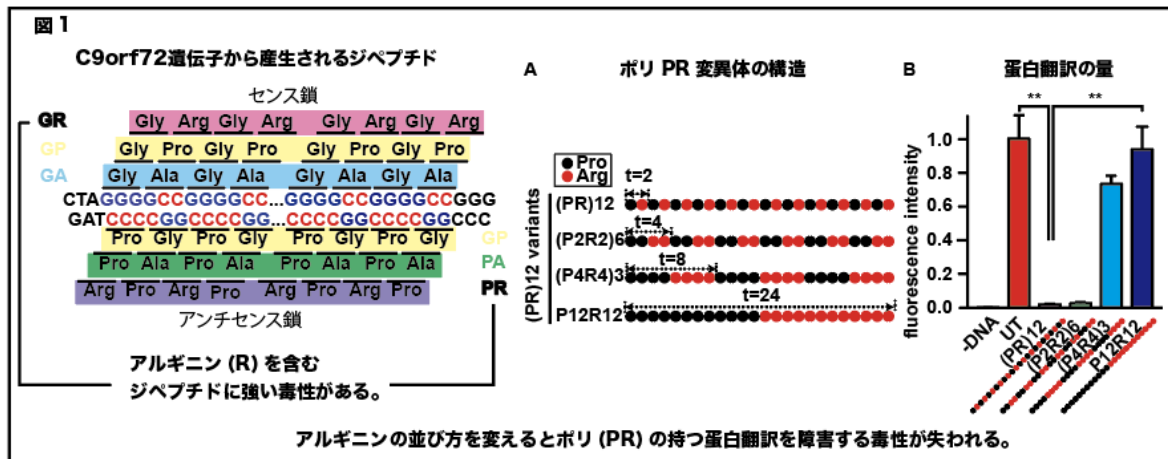 図1
C9orf72遺伝子から産生されるジペプチド
センス鎖
GR Gly Arg Gly Arg Gly Arg Gly Arg
GP Gly Pro Gly Pro Gly Pro Gly Pro
GA Gly Ala Gly Ala Gly Ala Gly Ala
CTAGGGGCCGGGGCC...GGGGCCGGGGCCGGG
GATCCCCGGCCCCGG...CCCCGGCCCCGGCCC
Pro Gly Pro Gly Pro Gly Pro Gly GP
Pro Ala Pro Ala Pro Ala Pro Ala PA
Arg Pro Arg Pro Arg Pro Arg Pro PR
アンチセンス鎖
アルギニン (R) を含む
ジペプチドに強い毒性がある。
A ポリ PR 変異体の構造
Pro
Arg
(PR)12 variants
t=2
(PR)12
t=4
(P2R2)6
t=8
(P4R4)3
t=24
P12R12
B 蛋白翻訳の量
** **
fluorescence intensity
1.0
0.8
0.6
0.4
0.2
0.0
-DNA
UT
(PR)12
(P2R2)6
(P4R4)3
P12R12
アルギニンの並び方を変えるとポリ (PR) の持つ蛋白翻訳を障害する毒性が失われる。